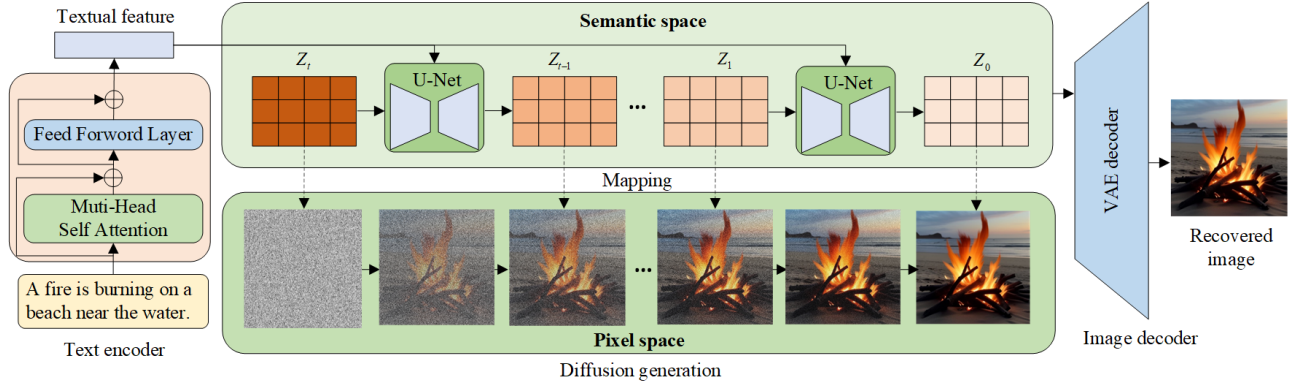 Textual feature
Feed Forword Layer
Muti-Head
Self Attention
A fire is burning on a
beach near the water.
Text encoder
Semantic space
Z_t
U-Net
Z_{t-1}
...
Z_1
U-Net
Z_0
Mapping
...
Pixel space
Diffusion generation
VAE decoder
Image decoder
Recovered
image